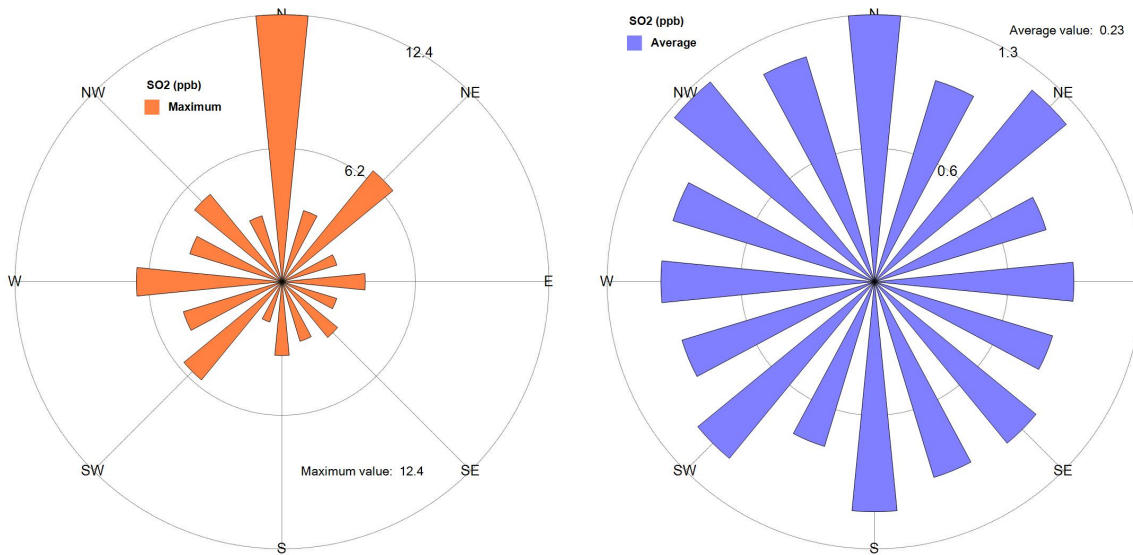 N
12.4
SO2 (ppb)
Maximum
NW
NE
6.2
W
E
SW
SE
Maximum value: 12.4
S
SO2 (ppb)
Average
N
Average value: 0.23
1.3
NW
NE
0.6
W
E
SW
SE
S